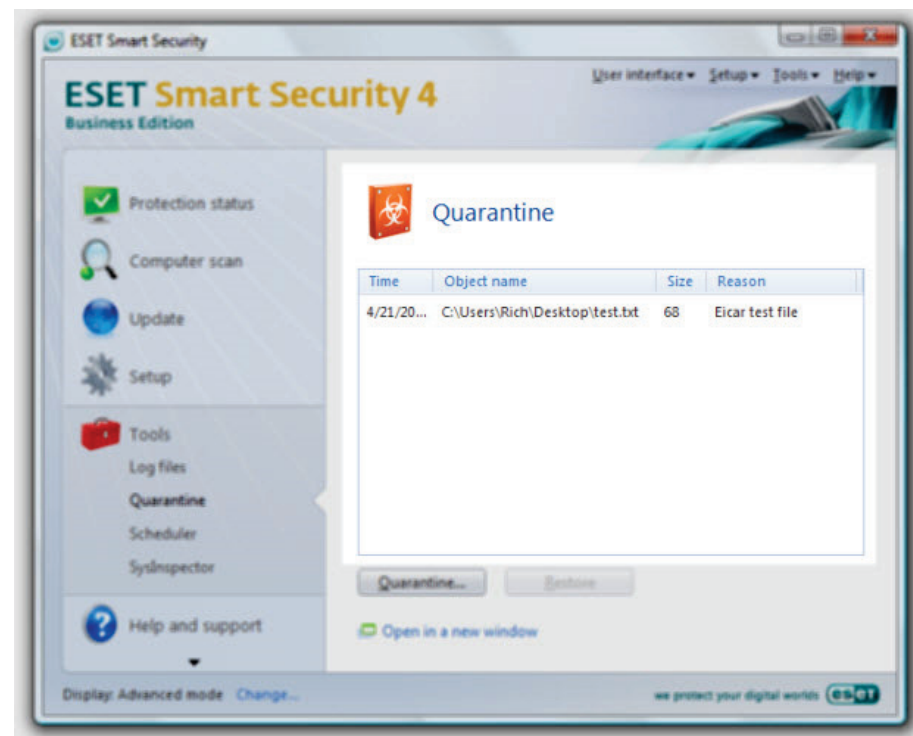 ESET Smart Security
User interface Setup Tools Help
ESET Smart Security 4
Business Edition
Protection status
Computer scan
Update
Setup
Tools
Log files
Quarantine
Scheduler
SysInspector
Help and support
Quarantine
Time Object name Size Reason
4/21/20... C:\Users\Rich\Desktop\test.txt 68 Eicar test file
Quarantine... Restore
Open in a new window
Display: Advanced mode Change...
we protect your digital worlds eseT